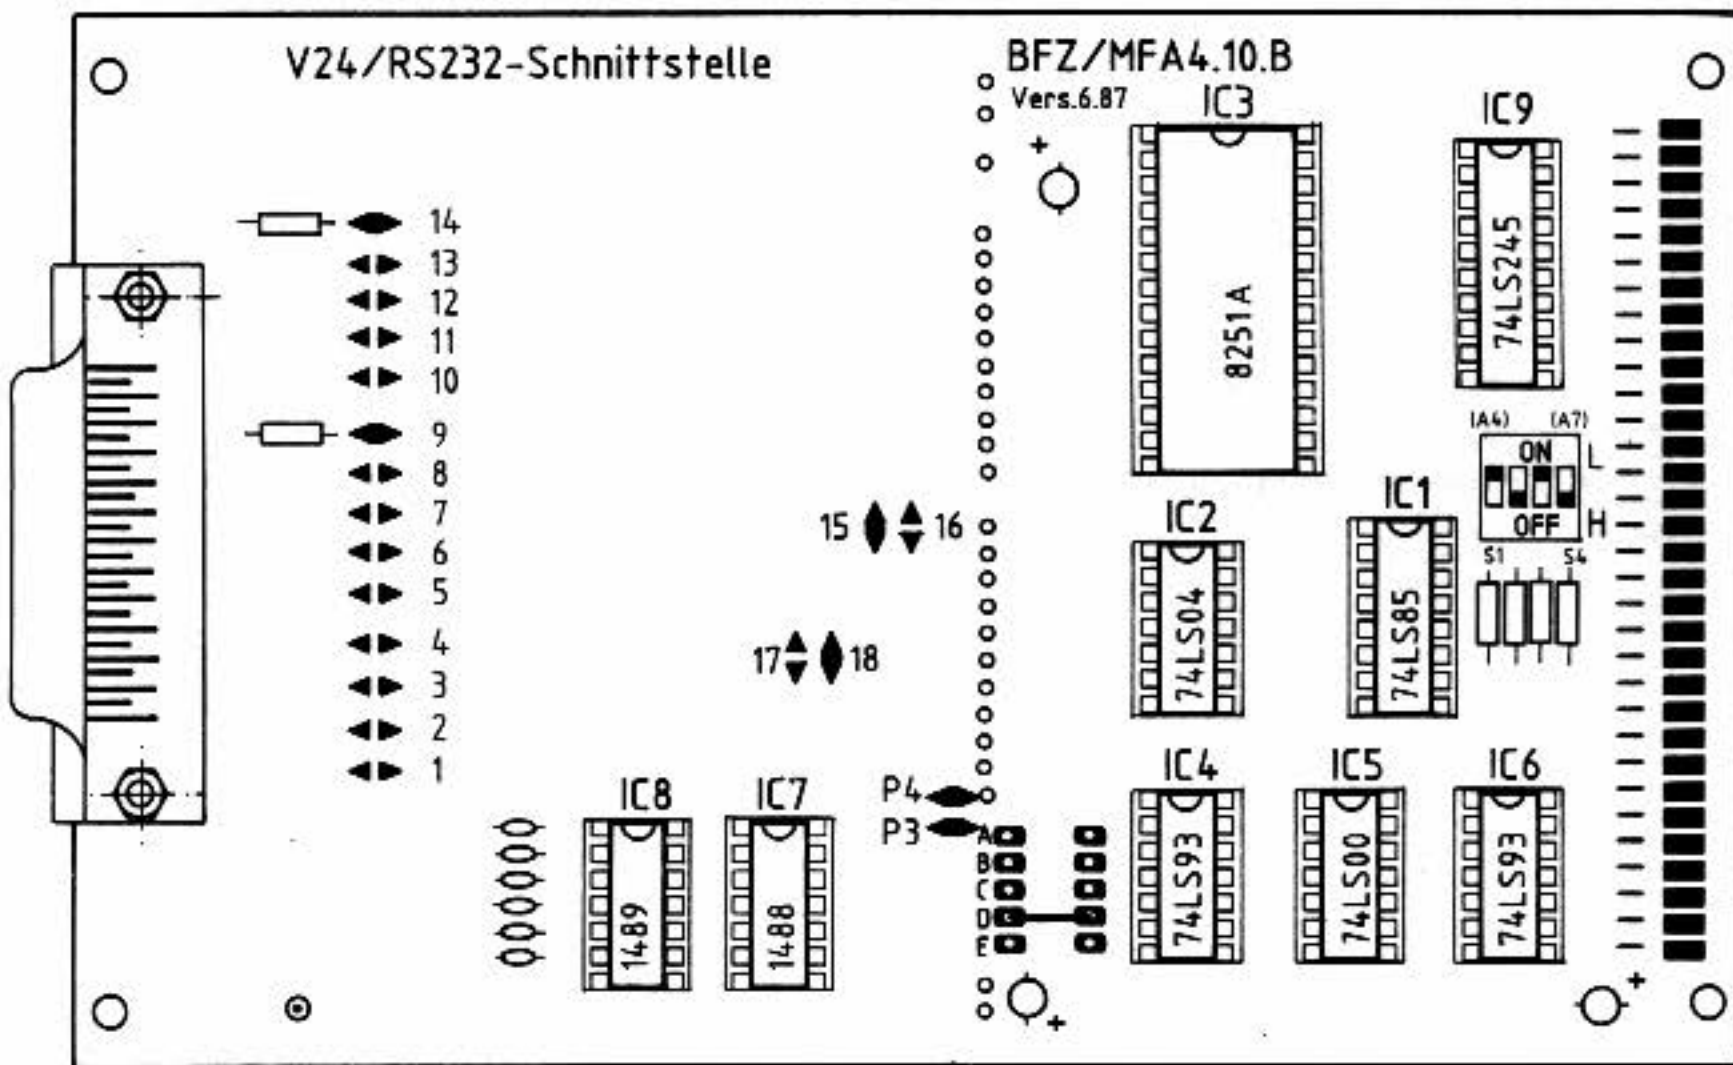 V24/RS232-Schnittstelle
BFZ/MFA4.10.B
Vers.6.87
IC3
IC9
+
8251A
74LS245
14
13
12
11
10
9
8
7
6
5
4
3
2
1
(A4) (A7)
ON
L
OFF
H
S1 S4
15 16
17 18
IC2
IC1
74LS04
74LS85
P4
P3
A
B
C
D
E
IC8
IC7
1489
1488
IC4
IC5
IC6
74LS93
74LS00
74LS93
+
+